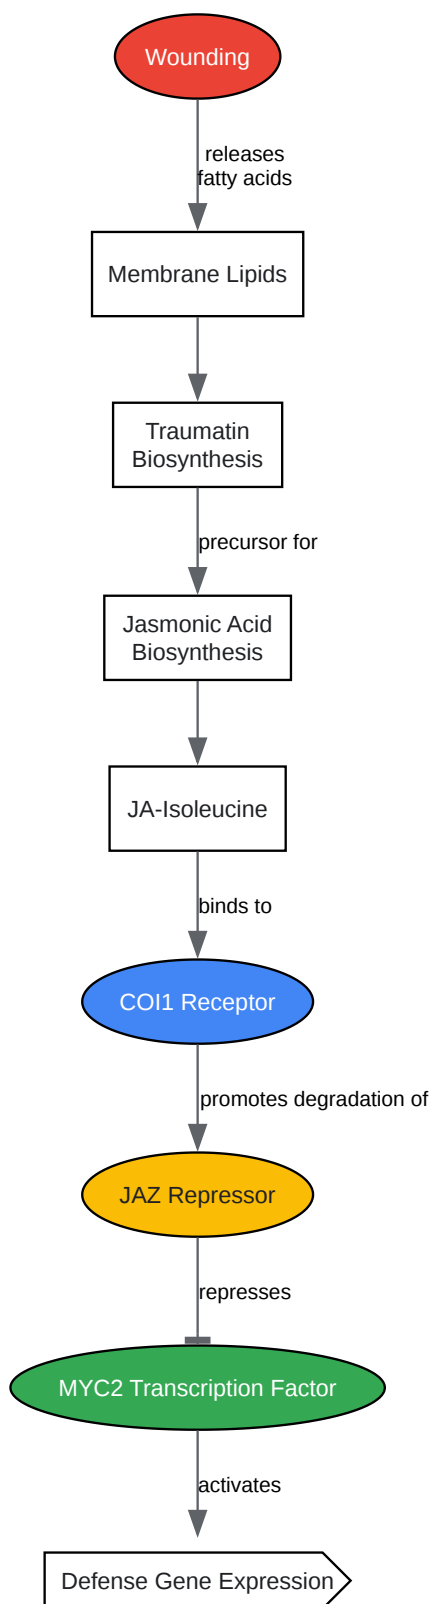 Wounding
releases
fatty acids
Membrane Lipids
Traumatin
Biosynthesis
precursor for
Jasmonic Acid
Biosynthesis
JA-Isoleucine
binds to
COI1 Receptor
promotes degradation of
JAZ Repressor
represses
MYC2 Transcription Factor
activates
Defense Gene Expression